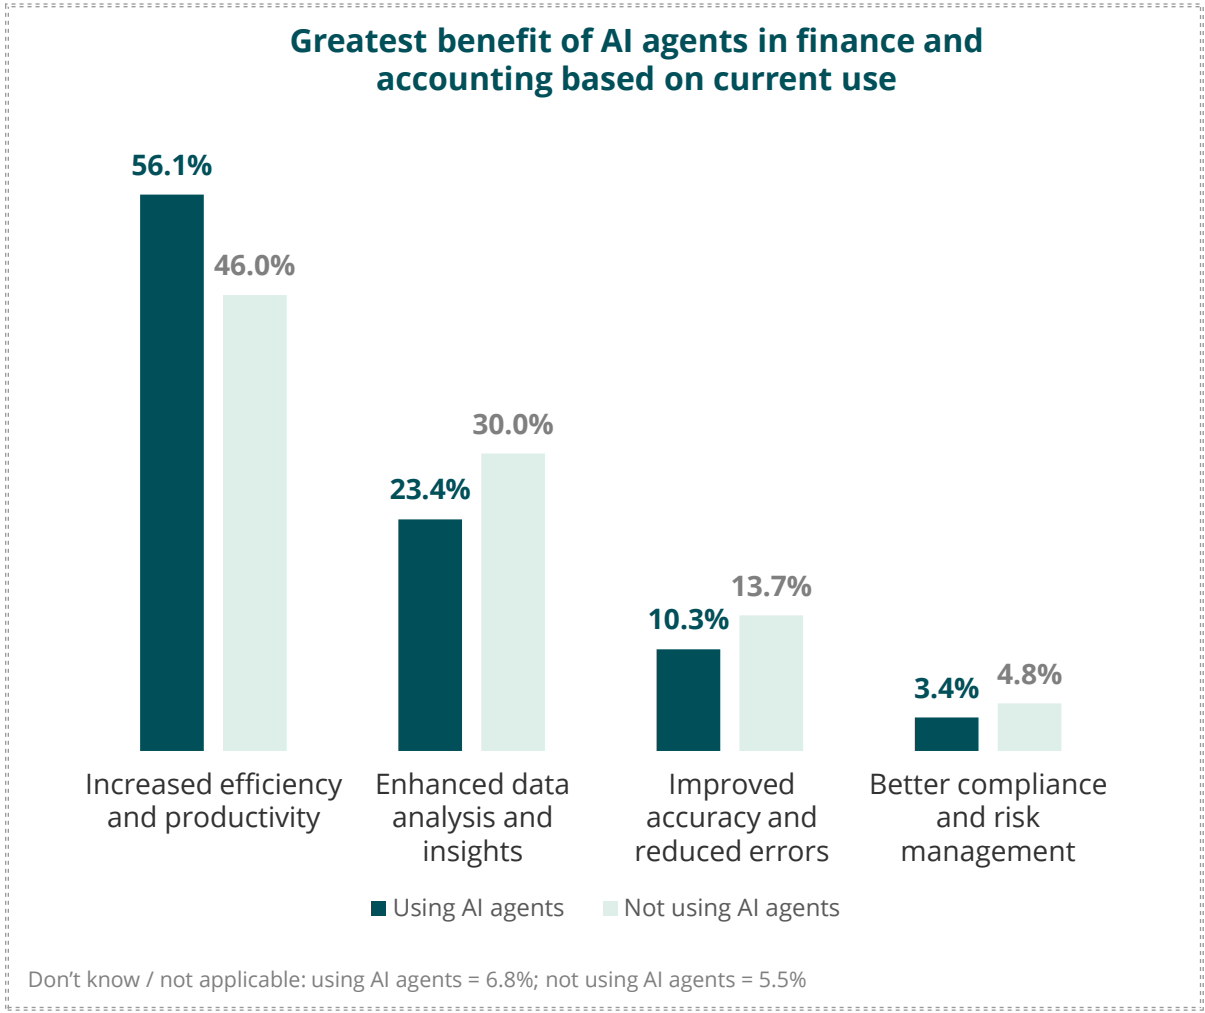 Greatest benefit of AI agents in finance and
accounting based on current use
56.1%
46.0%
30.0%
23.4%
13.7%
10.3%
4.8%
3.4%
Increased efficiency
and productivity
Enhanced data
analysis and
insights
Improved
accuracy and
reduced errors
Better compliance
and risk
management
Using AI agents
Not using AI agents
Don’t know / not applicable: using AI agents = 6.8%; not using AI agents = 5.5%